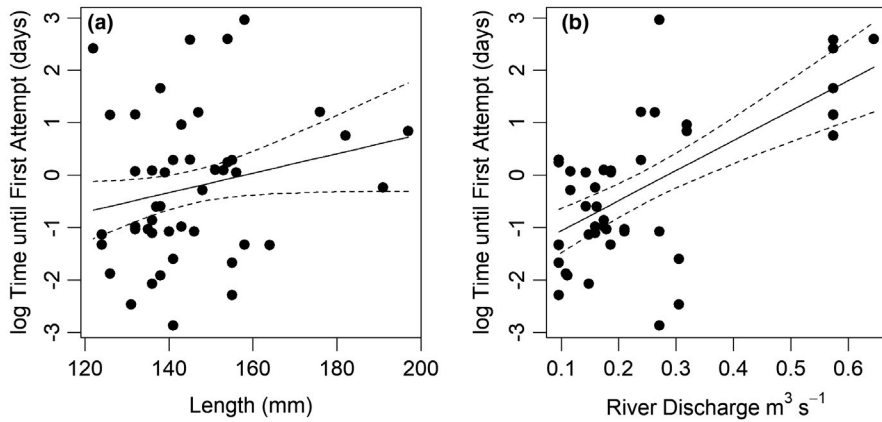 (a)
log Time until First Attempt (days)
3
2
1
0
-1
-2
-3
120 140 160 180 200
Length (mm)
(b)
log Time until First Attempt (days)
3
2
1
0
-1
-2
-3
0.1 0.2 0.3 0.4 0.5 0.6
River Discharge m³ s⁻¹